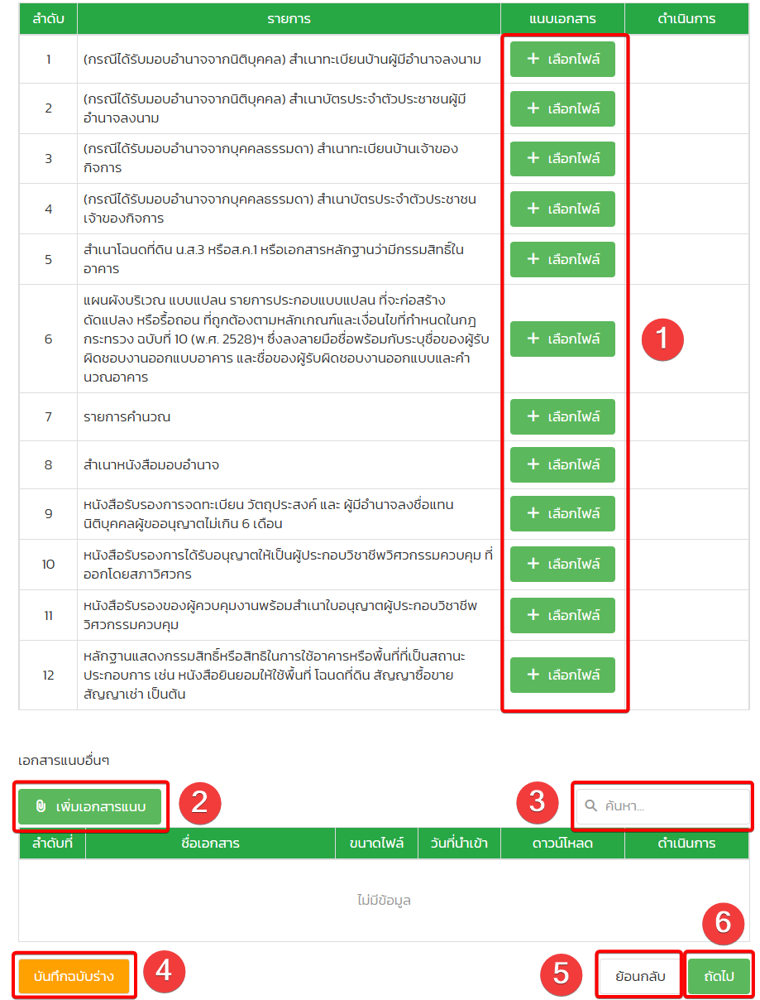 ลำดับ รายการ แนบเอกสาร ดำเนินการ
1 (กรณีได้รับมอบอำนาจจากนิติบุคคล) สำเนาทะเบียนบ้านผู้มีอำนาจลงนาม เลือกไฟล์
2 (กรณีได้รับมอบอำนาจจากนิติบุคคล) สำเนาบัตรประจำตัวประชาชนผู้มี
อำนาจลงนาม เลือกไฟล์
3 (กรณีได้รับมอบอำนาจจากบุคคลธรรมดา) สำเนาทะเบียนบ้านเจ้าของ
กิจการ เลือกไฟล์
4 (กรณีได้รับมอบอำนาจจากบุคคลธรรมดา) สำเนาบัตรประจำตัวประชาชน
เจ้าของกิจการ เลือกไฟล์
5 สำเนาโฉนดที่ดิน น.ส.3 หรือส.ค.1 หรือเอกสารหลักฐานว่ามีกรรมสิทธิ์ใน
อาคาร เลือกไฟล์
6 แผนผังบริเวณ แบบแปลน รายการประกอบแบบแปลน ที่จะก่อสร้าง
ดัดแปลง หรือรื้อถอน ที่ถูกต้องตามหลักเกณฑ์และเงื่อนไขที่กำหนดในกฎ
กระทรวง ฉบับที่ 10 (พ.ศ. 2528)ฯ ซึ่งลงลายมือชื่อพร้อมกับระบุชื่อของผู้รับ
ผิดชอบงานออกแบบอาคาร และชื่อของผู้รับผิดชอบงานออกแบบและคำ
นวณอาคาร เลือกไฟล์ 1
7 รายการคำนวณ เลือกไฟล์
8 สำเนาหนังสือมอบอำนาจ เลือกไฟล์
9 หนังสือรับรองการจดทะเบียน วัตถุประสงค์ และ ผู้มีอำนาจลงชื่อแทน
นิติบุคคลผู้ขออนุญาตไม่เกิน 6 เดือน เลือกไฟล์
10 หนังสือรับรองการได้รับอนุญาตให้เป็นผู้ประกอบวิชาชีพวิศวกรรมควบคุม ที่
ออกโดยสภาวิศวกร เลือกไฟล์
11 หนังสือรับรองของผู้ควบคุมงานพร้อมสำเนาใบอนุญาตผู้ประกอบวิชาชีพ
วิศวกรรมควบคุม เลือกไฟล์
12 หลักฐานแสดงกรรมสิทธิ์หรือสิทธิในการใช้อาคารหรือพื้นที่ที่เป็นสถานะ
ประกอบการ เช่น หนังสือยินยอมให้ใช้พื้นที่ โฉนดที่ดิน สัญญาซื้อขาย
สัญญาเช่า เป็นต้น เลือกไฟล์
เอกสารแนบอื่นๆ
เพิ่มเอกสารแนบ 2 3 ค้นหา...
ลำดับที่ ชื่อเอกสาร ขนาดไฟล์ วันที่นำเข้า ดาวน์โหลด ดำเนินการ
ไม่มีข้อมูล
6
บันทึกฉบับร่าง 4 5 ย้อนกลับ ถัดไป